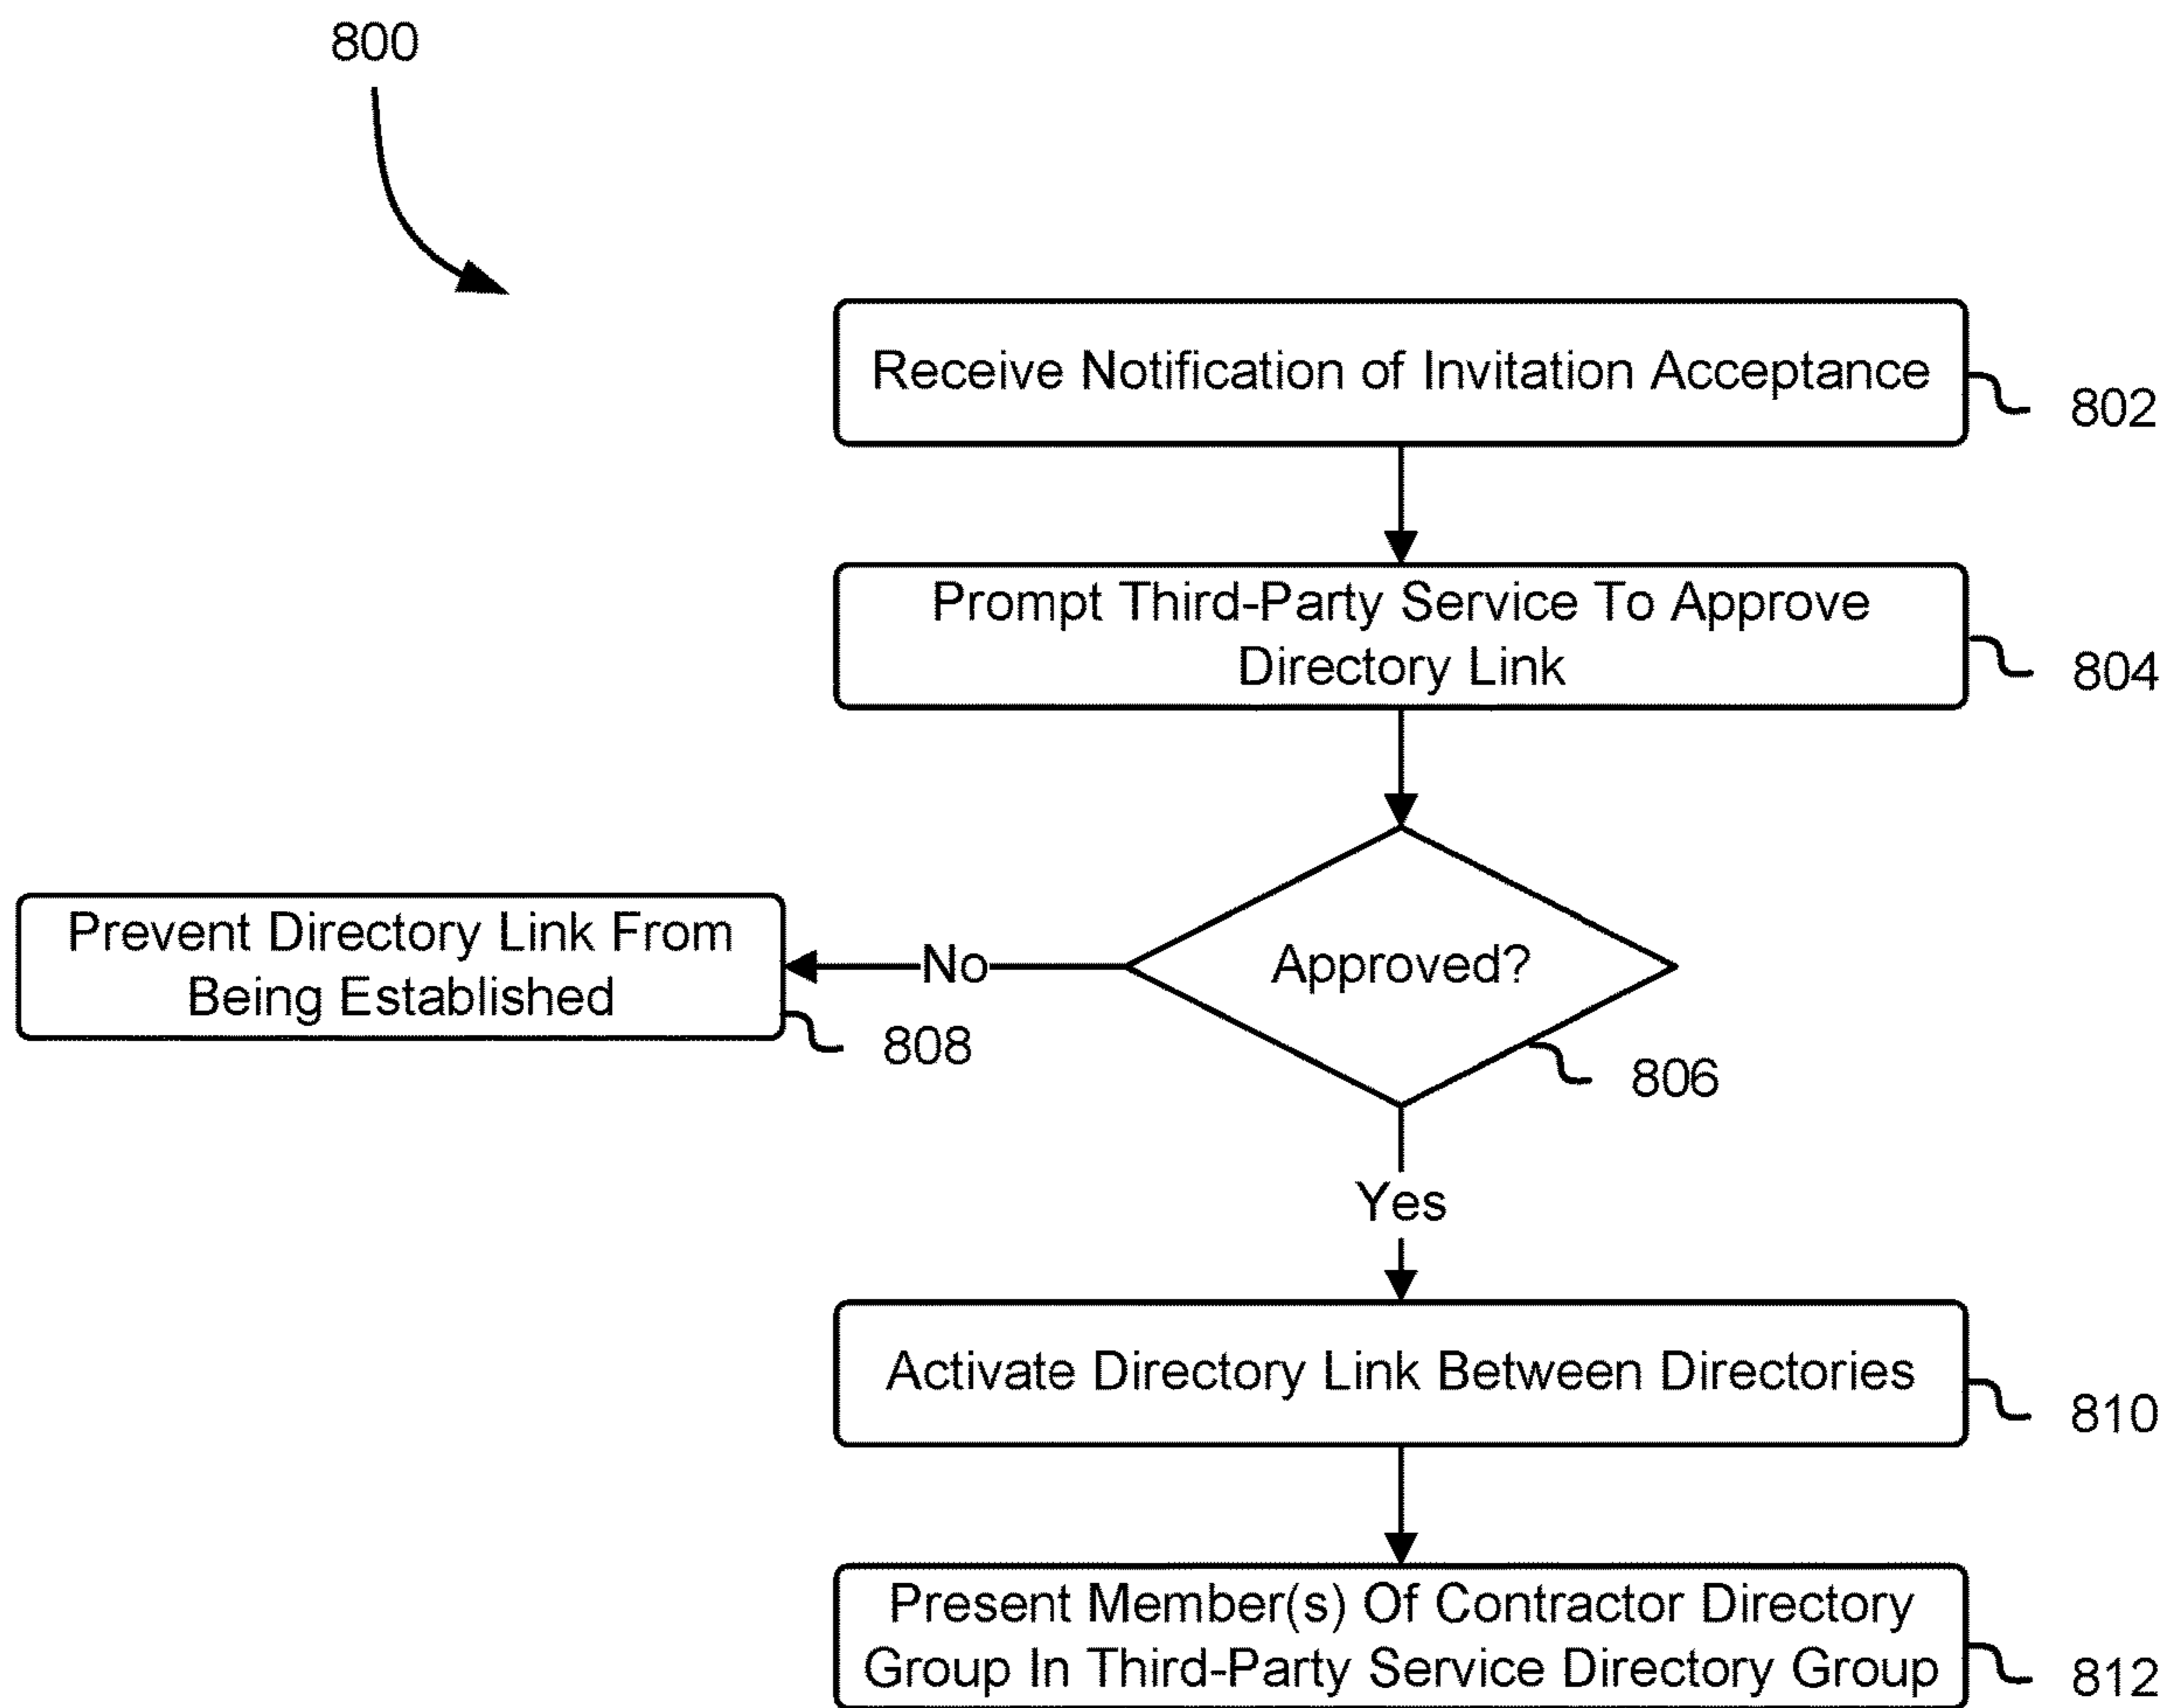 800
Receive Notification of Invitation Acceptance
802
Prompt Third-Party Service To Approve
Directory Link
804
Approved?
806
No
Prevent Directory Link From
Being Established
808
Yes
Activate Directory Link Between Directories
810
Present Member(s) Of Contractor Directory
Group In Third-Party Service Directory Group
812